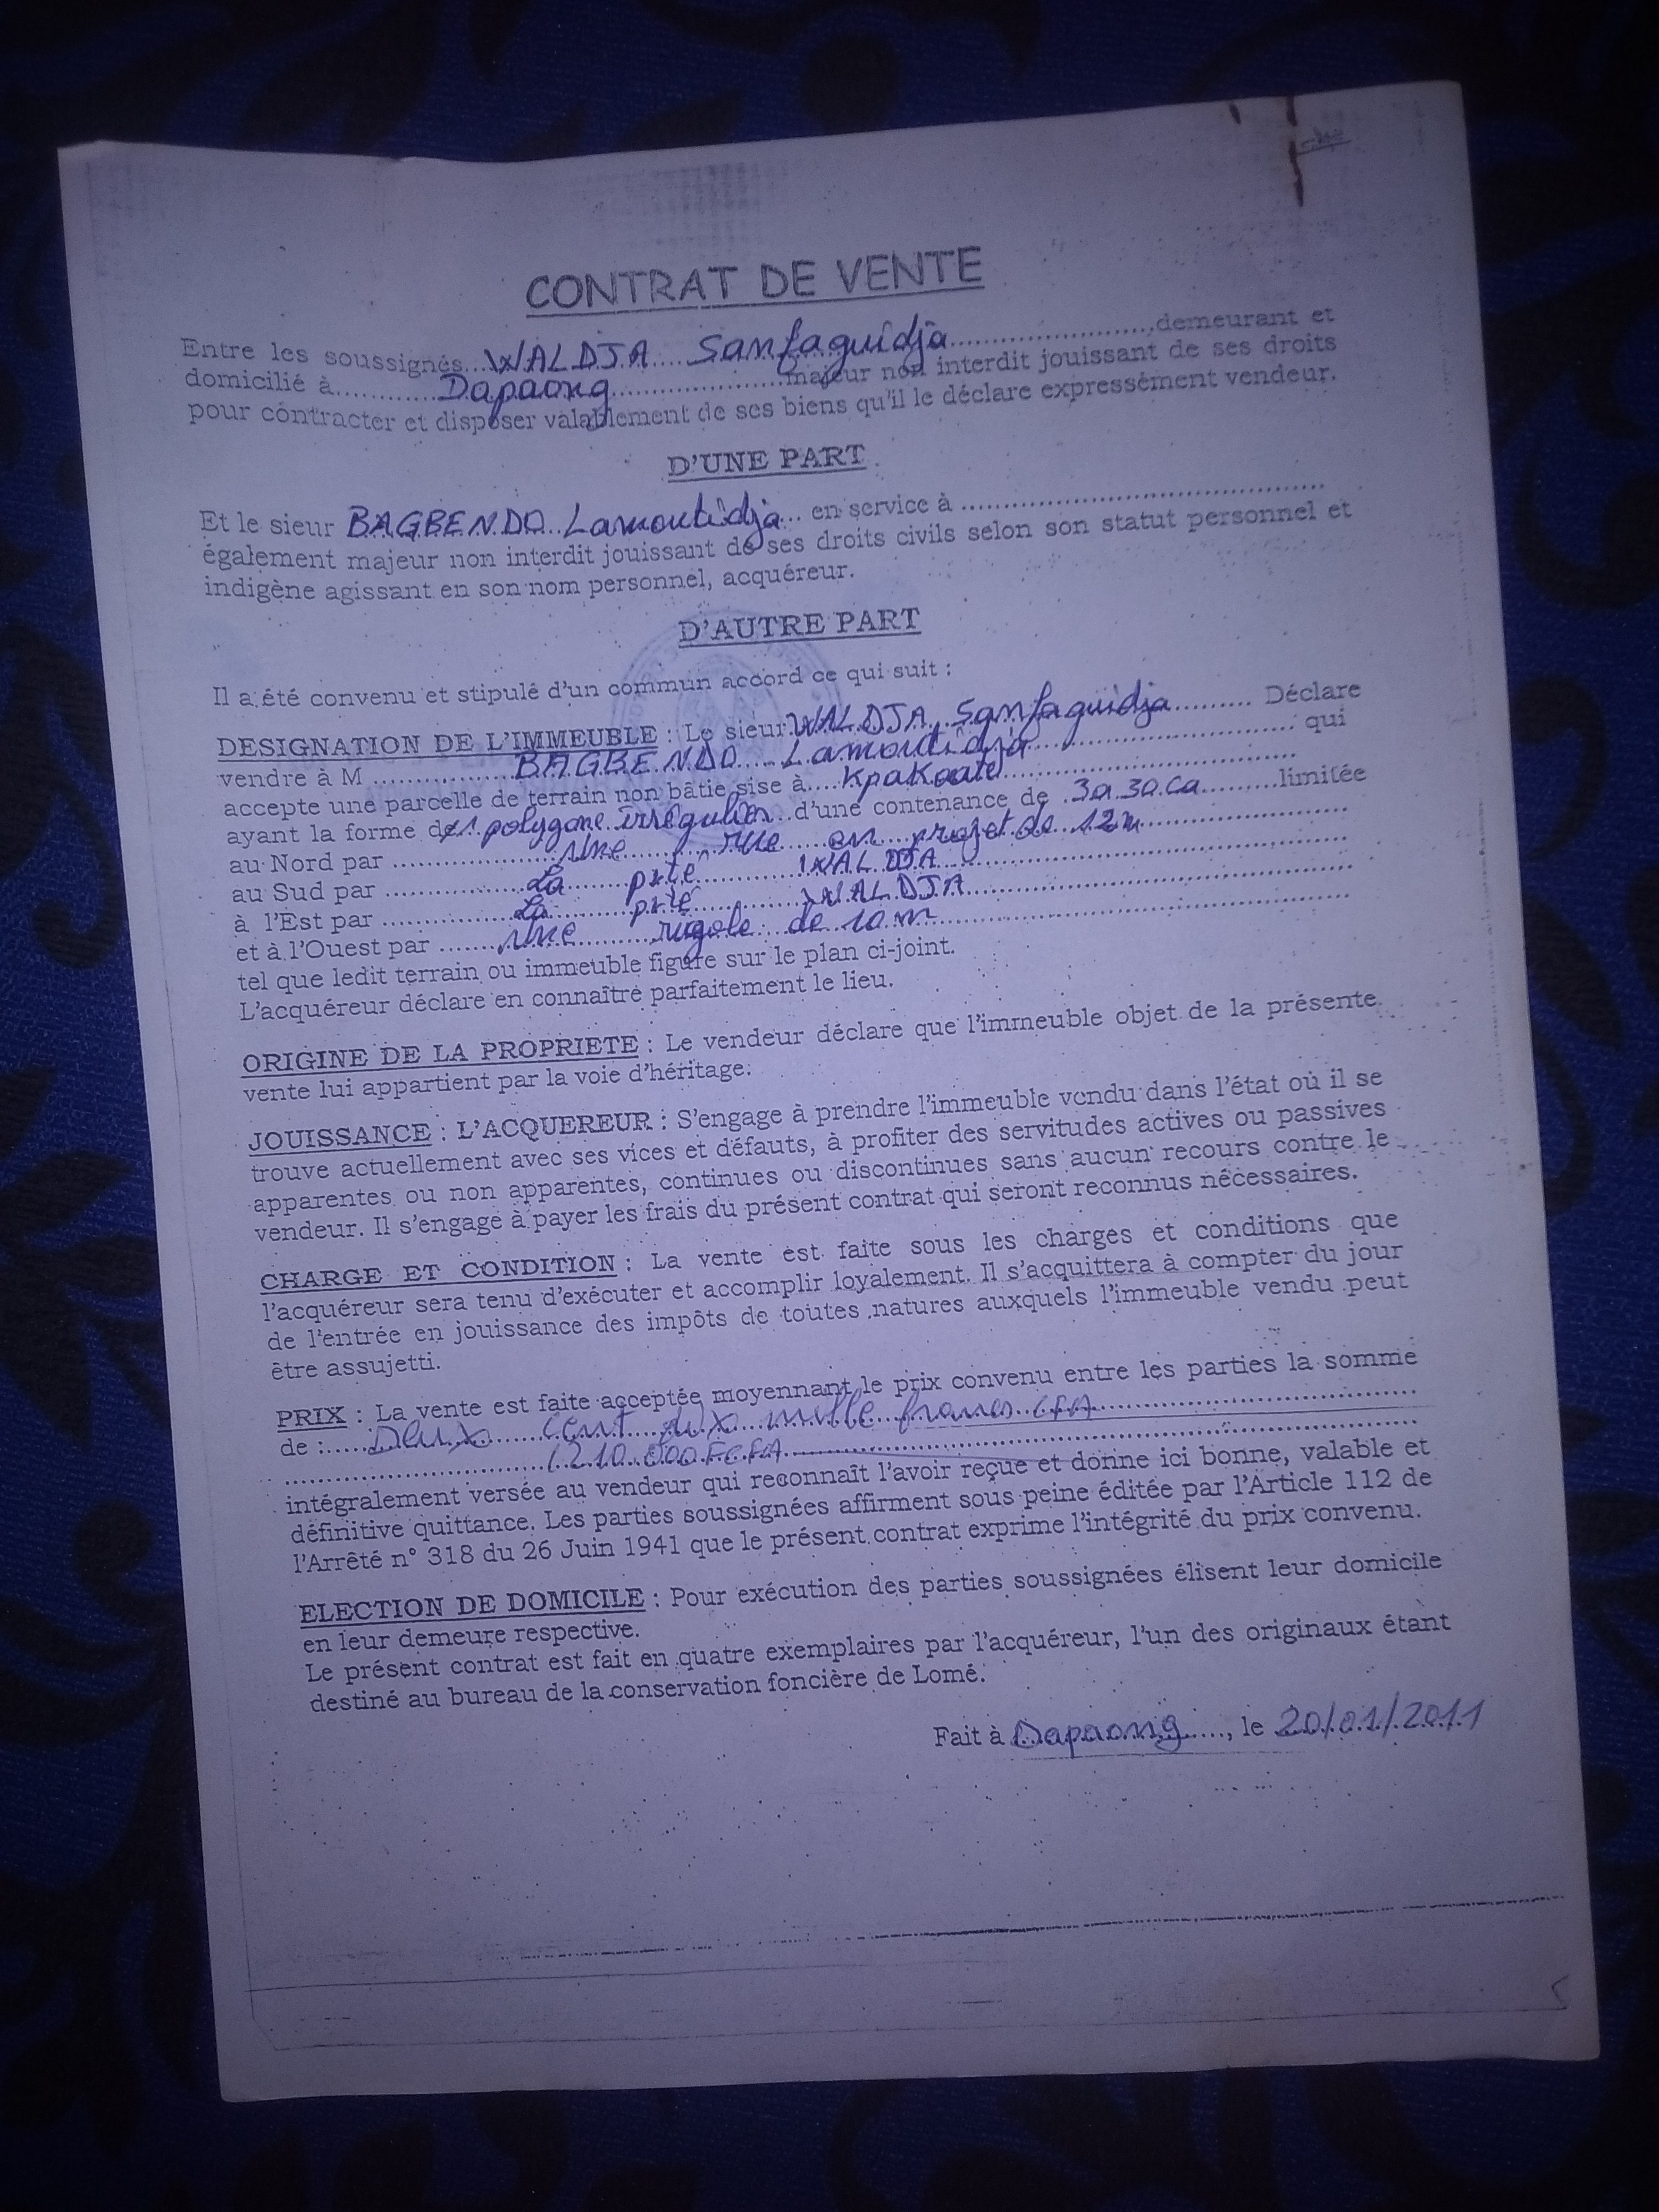 CONTRAT DE VENTE
Entre les soussignés...WALDJA Sanfaguidja..........................demeurant et
domicilié à............Dapaong......................majeur non interdit jouissant de ses droits
pour contracter et disposer valablement de ses biens qu'il le déclare expressément vendeur.
D'UNE PART
Et le sieur BAGBENDO Lamoutidja... en service à ................................................
également majeur non interdit jouissant de ses droits civils selon son statut personnel et
indigène agissant en son nom personnel, acquéreur.
D'AUTRE PART
Il a été convenu et stipulé d'un commun accord ce qui suit :
DESIGNATION DE L'IMMEUBLE : Le sieur WALDJA Sanfaguidja.......... Déclare
vendre à M ................BAGBENDO Lamoutidja................................ qui
accepte une parcelle de terrain non bâtie sise à....KpaKoatel....................................
ayant la forme de 1 polygone irrégulier d'une contenance de 3a 30 ca.........limitée
au Nord par ....................une rue en projet de 12m...........................
au Sud par ................La pté WALDJA...............................................
à l'Est par ...............La pté WALDJA...............................................
et à l'Ouest par .......une rigole de 10 m...............................................
tel que ledit terrain ou immeuble figure sur le plan ci-joint.
L'acquéreur déclare en connaître parfaitement le lieu.
ORIGINE DE LA PROPRIETE : Le vendeur déclare que l'immeuble objet de la présente
vente lui appartient par la voie d'héritage.
JOUISSANCE : L'ACQUEREUR : S'engage à prendre l'immeuble vendu dans l'état où il se
trouve actuellement avec ses vices et défauts, à profiter des servitudes actives ou passives
apparentes ou non apparentes, continues ou discontinues sans aucun recours contre le
vendeur. Il s'engage à payer les frais du présent contrat qui seront reconnus nécessaires.
CHARGE ET CONDITION : La vente est faite sous les charges et conditions que
l'acquéreur sera tenu d'exécuter et accomplir loyalement. Il s'acquittera à compter du jour
de l'entrée en jouissance des impôts de toutes natures auxquels l'immeuble vendu peut
être assujetti.
PRIX : La vente est faite acceptée moyennant le prix convenu entre les parties la somme
de :.....Deux cent dix mille francs CFA........................................
..............................(210.000 F CFA................................................................
intégralement versée au vendeur qui reconnaît l'avoir reçue et donne ici bonne, valable et
définitive quittance. Les parties soussignées affirment sous peine éditée par l'Article 112 de
l'Arrêté n° 318 du 26 Juin 1941 que le présent contrat exprime l'intégrité du prix convenu.
ELECTION DE DOMICILE : Pour exécution des parties soussignées élisent leur domicile
en leur demeure respective.
Le présent contrat est fait en quatre exemplaires par l'acquéreur, l'un des originaux étant
destiné au bureau de la conservation foncière de Lomé.
Fait à Dapaong....., le 20/01/2011